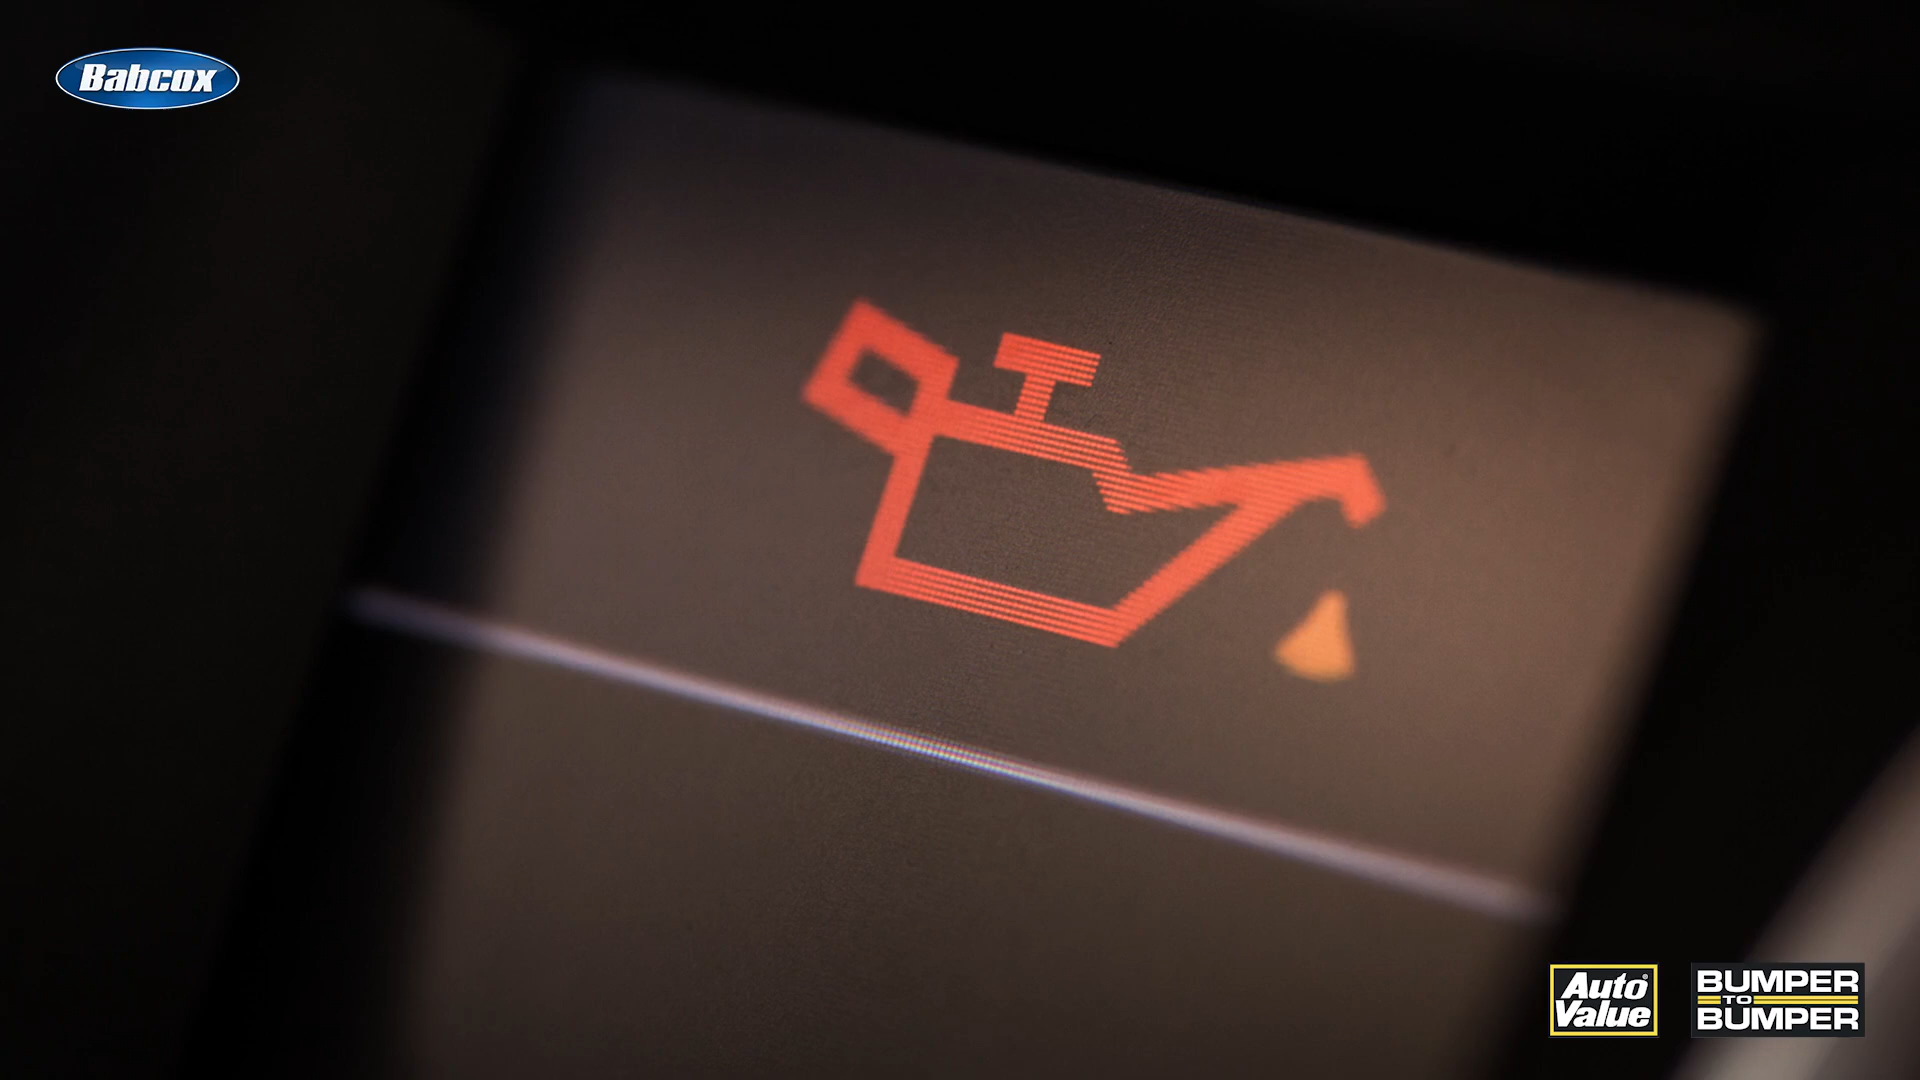 Babcox
Auto
Value
BUMPER
TO
BUMPER